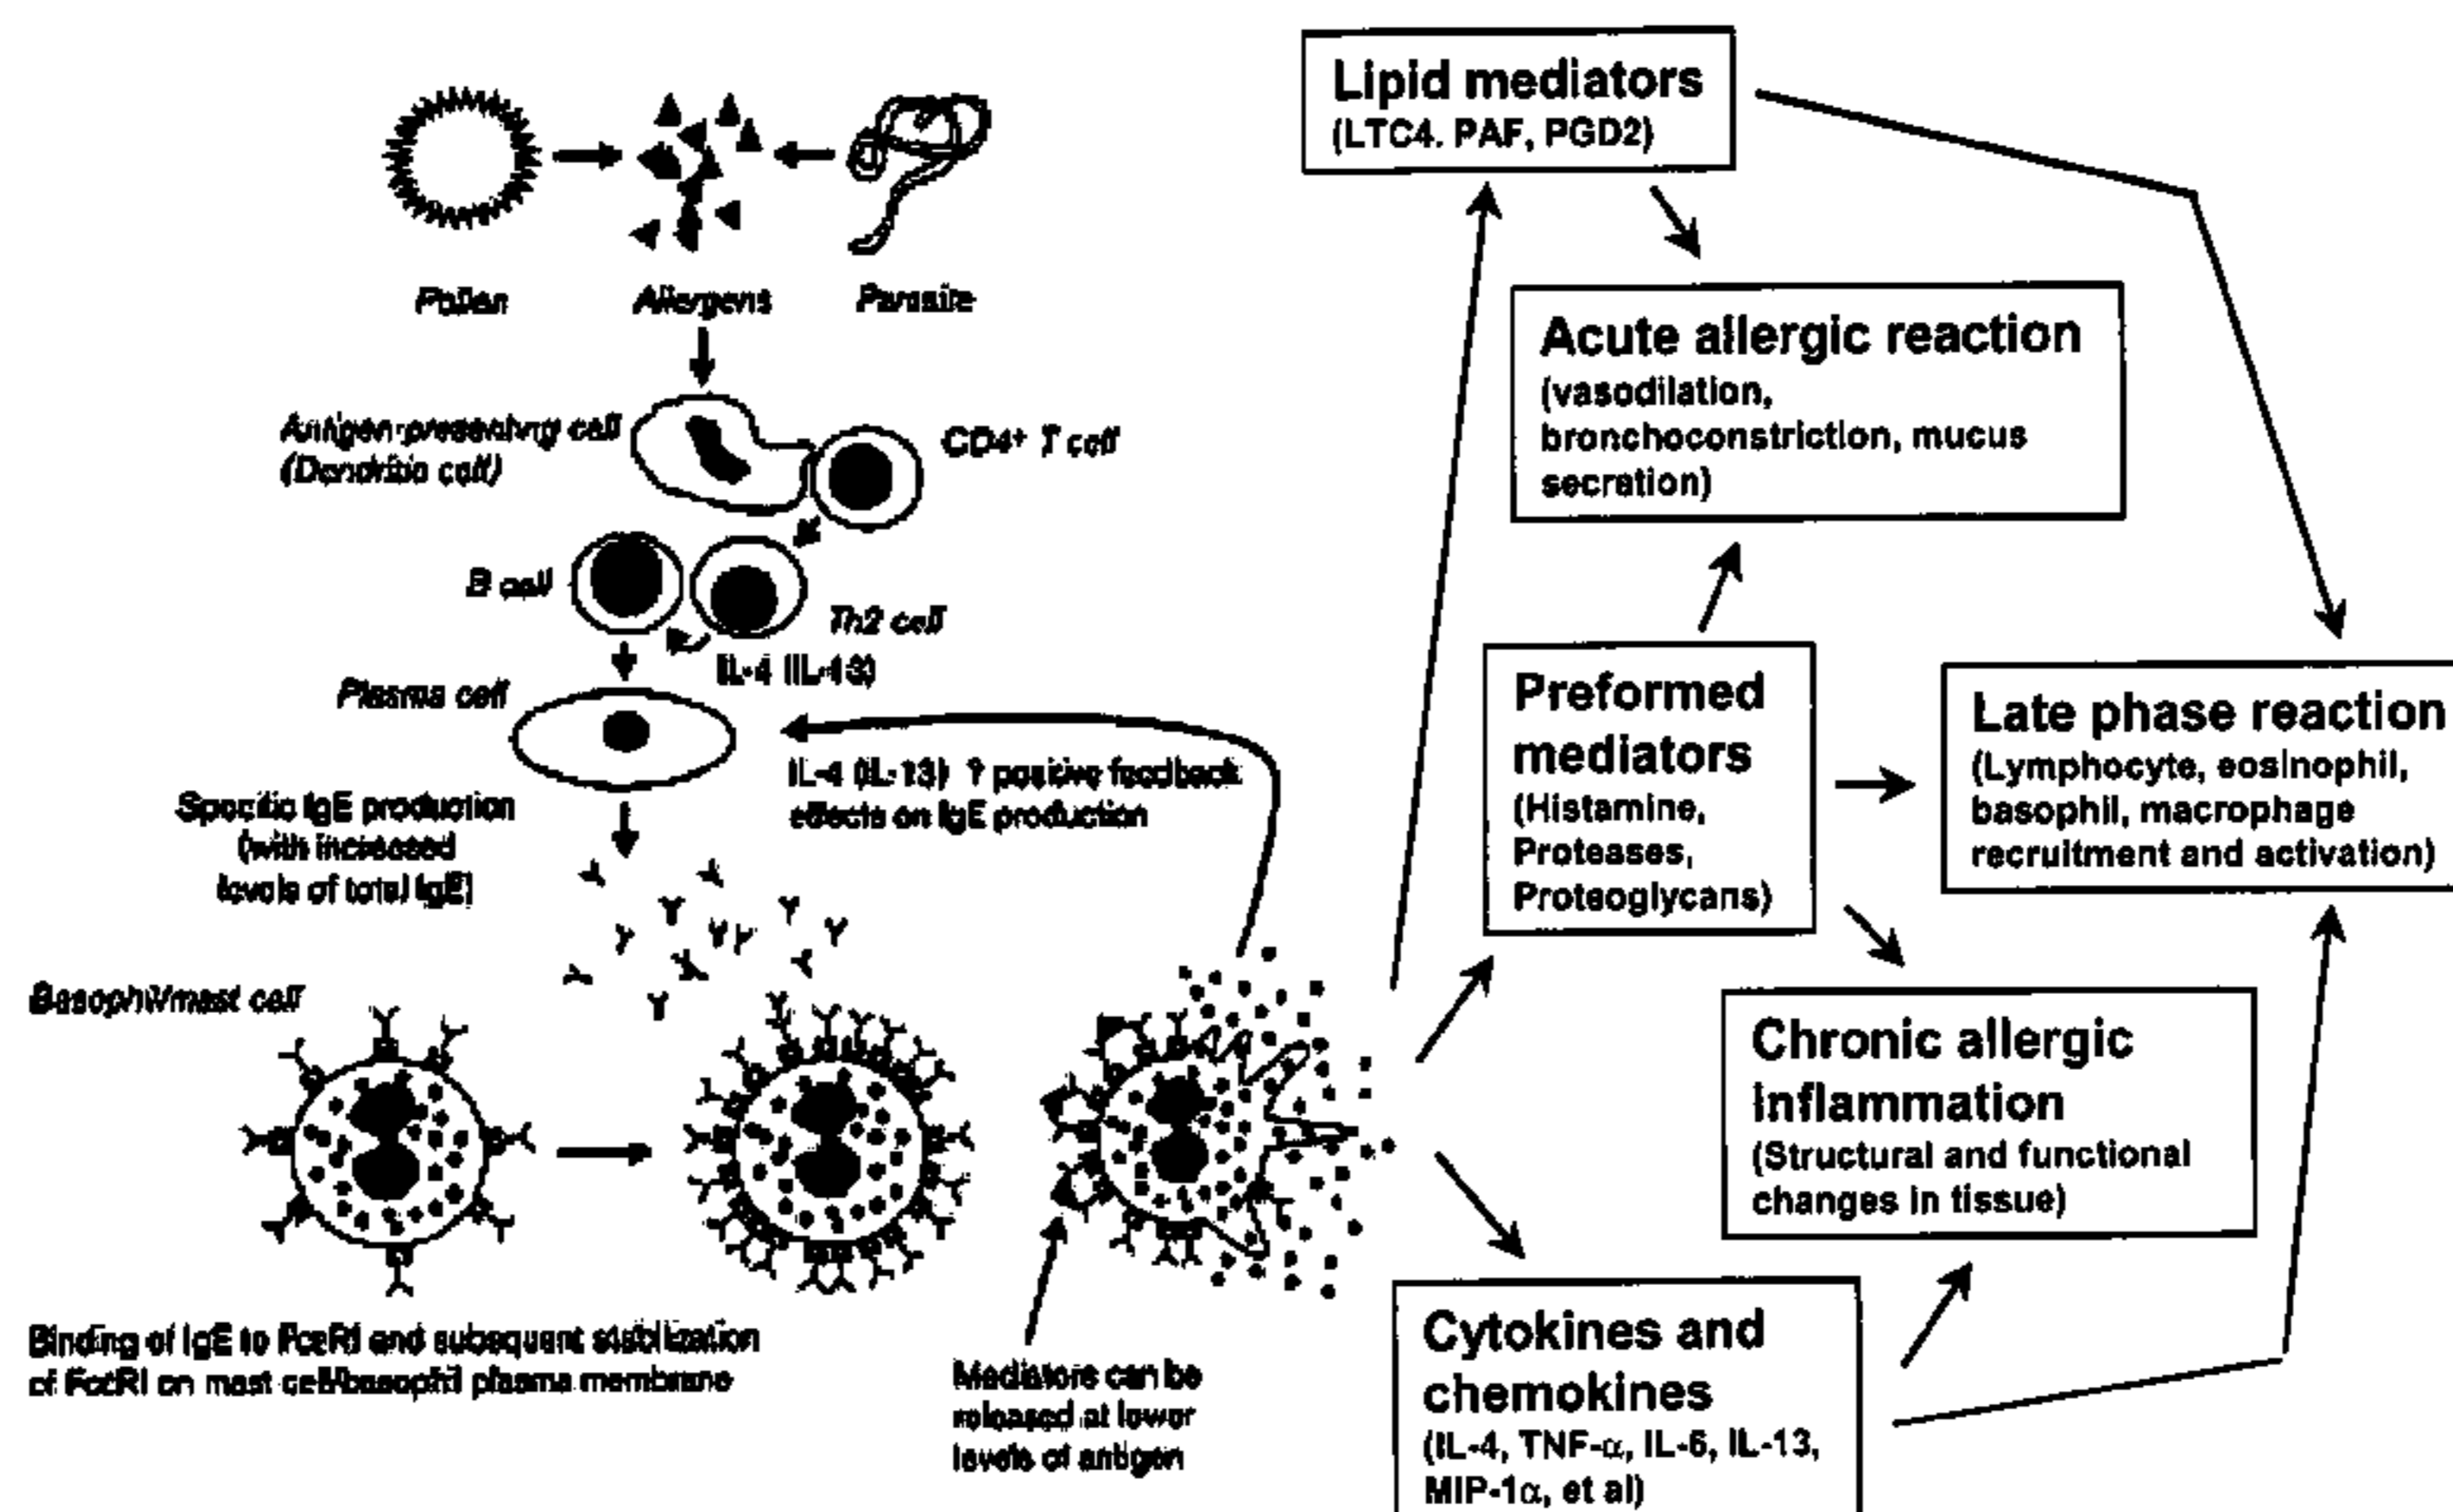 Pollen
Allergens
Parasite
Antigen-presenting cell
(Dendritic cell)
CD4+ T cell
B cell
Th2 cell
IL-4 (IL-13)
Plasma cell
IL-4 (IL-13) ↑ positive feedback
effects on IgE production
Specific IgE production
(with increased
levels of total IgE)
Basophil/mast cell
Binding of IgE to FcεRI and subsequent stabilization
of FcεRI on mast cell/basophil plasma membrane
Mediators can be
released at lower
levels of antigen
Lipid mediators
(LTC4. PAF, PGD2)
Acute allergic reaction
(vasodilation,
bronchoconstriction, mucus
secretion)
Preformed
mediators
(Histamine,
Proteases,
Proteoglycans)
Late phase reaction
(Lymphocyte, eosinophil,
basophil, macrophage
recruitment and activation)
Chronic allergic
inflammation
(Structural and functional
changes in tissue)
Cytokines and
chemokines
(IL-4, TNF-α, IL-6, IL-13,
MIP-1α, et al)